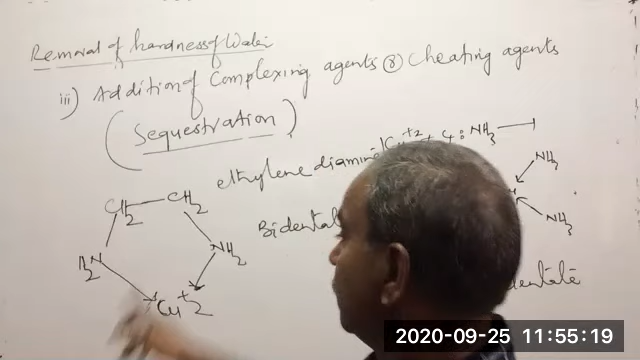 Removal of hardness of Water
iii) Addition of Complexing agents (or) Cheating agents
(Sequestration)
ethylene diamine Cu+2 + 4 : NH3
CH2 — CH2
NH3
H2N NH2
NH3
Cu+2
dentate
2020-09-25 11:55:19